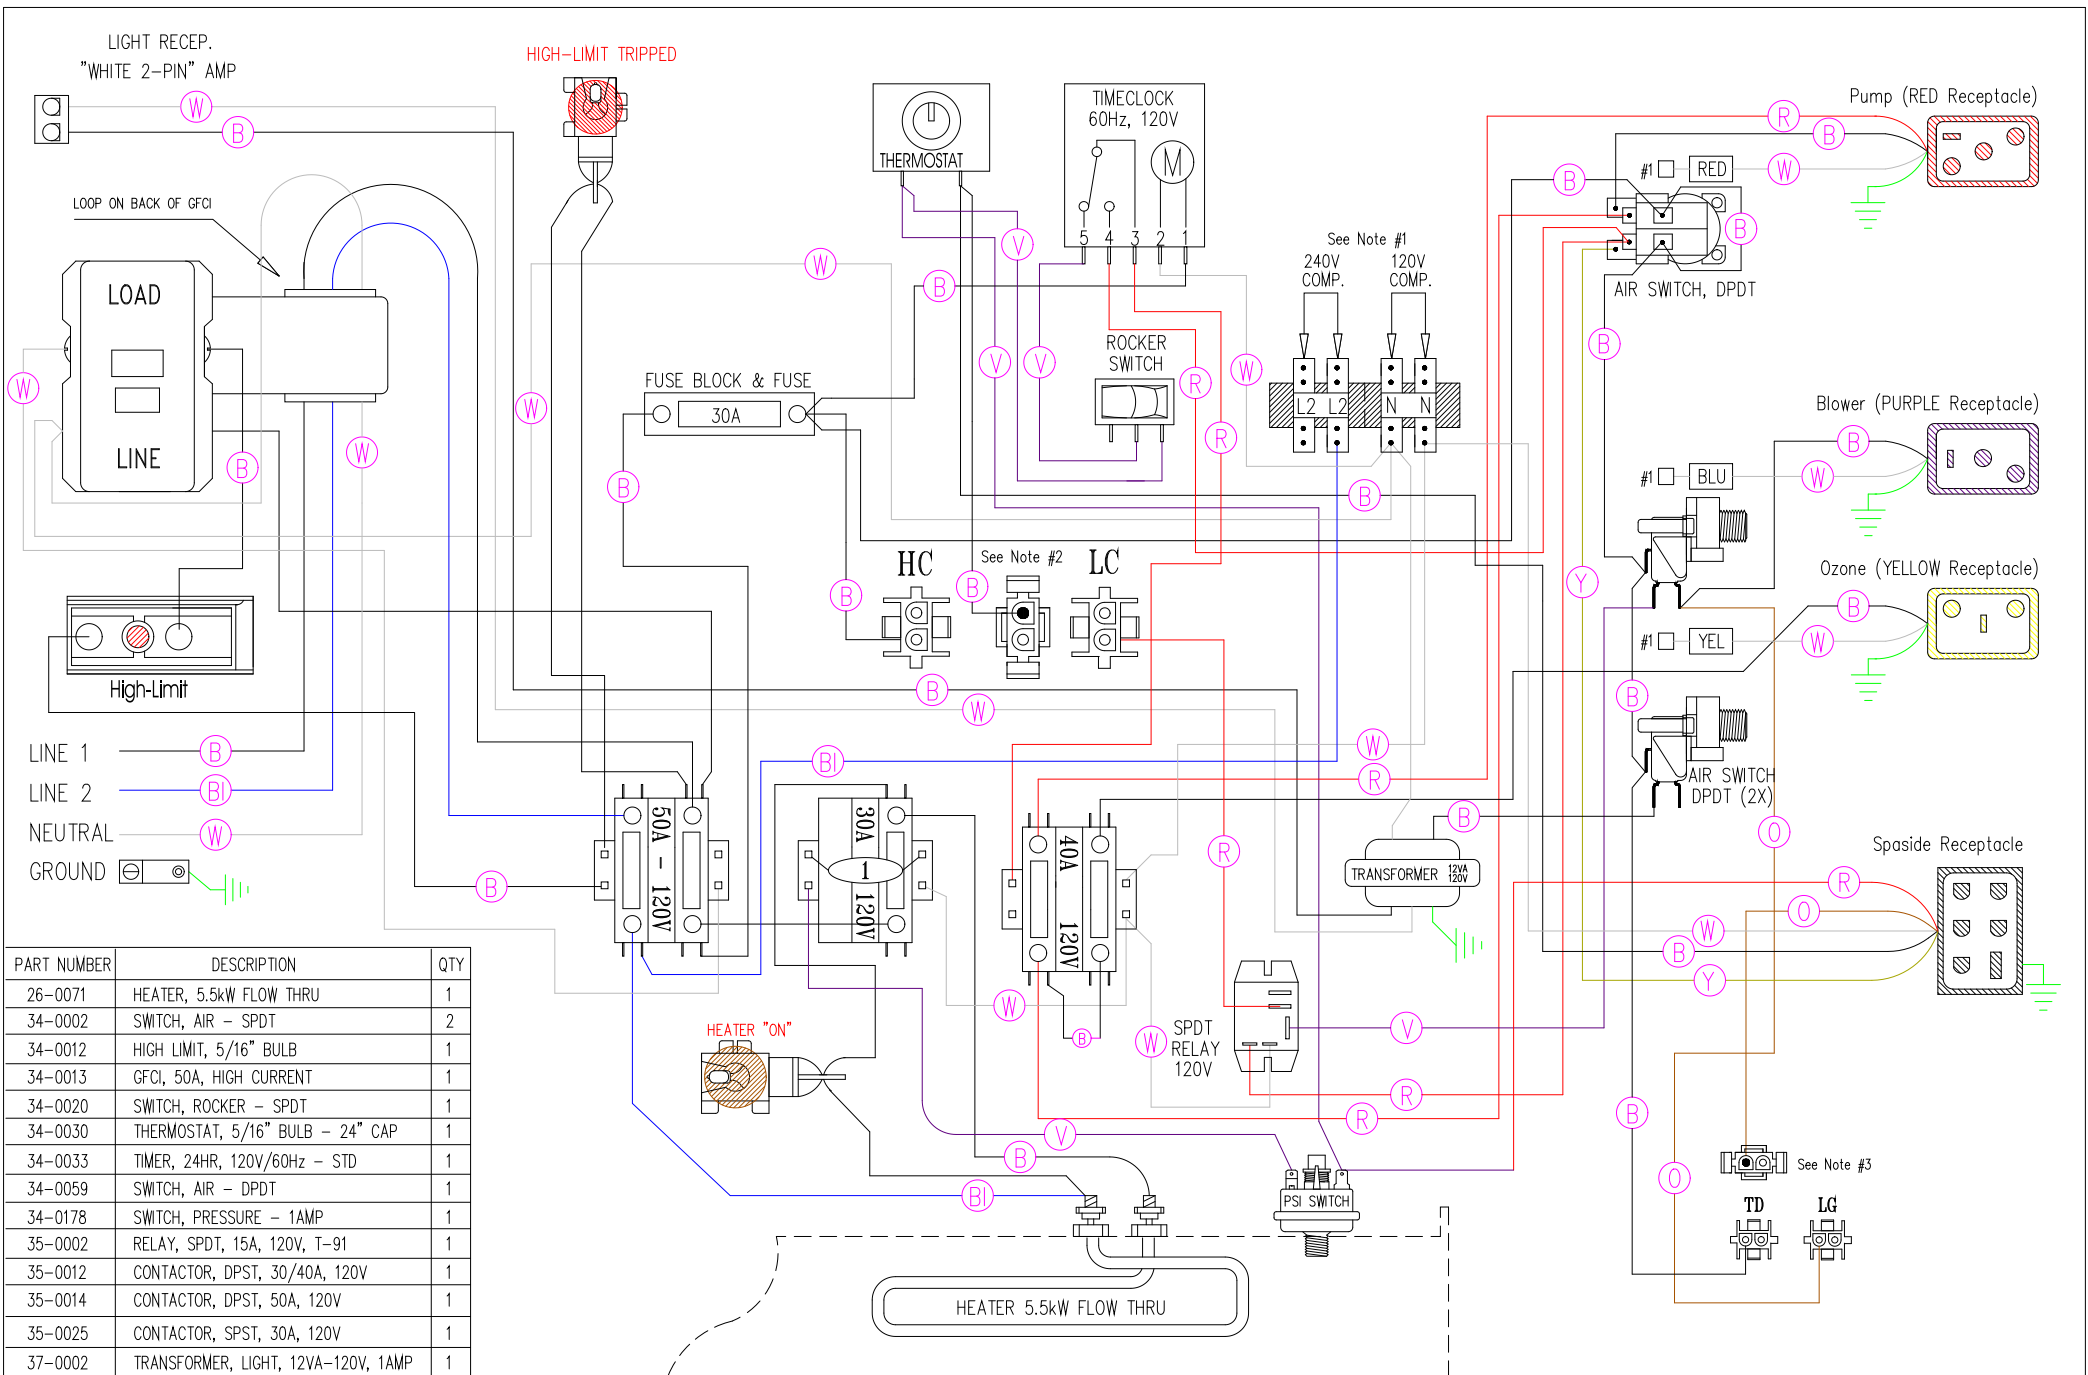 LIGHT RECEP.
"WHITE 2-PIN" AMP
W
B
LOOP ON BACK OF GFCI
LOAD
LINE
W
B
W
High-Limit
LINE 1
B
LINE 2
Bl
NEUTRAL
W
GROUND
HIGH-LIMIT TRIPPED
W
W
B
FUSE BLOCK & FUSE
30A
B
THERMOSTAT
TIMECLOCK
60Hz, 120V
M
5 4 3 2 1
V
B
V
V
ROCKER
SWITCH
R
R
W
See Note #1
240V
COMP.
120V
COMP.
L2 L2 N N
B
HC
See Note #2
LC
B
B
B
W
Bl
W
R
R
B
50A - 120V
30A
1
120V
40A
120V
B
B
W
W
TRANSFORMER 12VA
120V
SPDT
RELAY
120V
V
R
R
V
B
Bl
HEATER "ON"
PSI SWITCH
HEATER 5.5kW FLOW THRU
Pump (RED Receptacle)
R
B
#1 RED W
B
B
AIR SWITCH, DPDT
B
Blower (PURPLE Receptacle)
B
#1 BLU W
Y
Ozone (YELLOW Receptacle)
B
#1 YEL W
B
AIR SWITCH
DPDT (2X)
O
Spaside Receptacle
R
O
W
B
Y
B
O
See Note #3
TD LG
PART NUMBER DESCRIPTION QTY
26-0071 HEATER, 5.5kW FLOW THRU 1
34-0002 SWITCH, AIR - SPDT 2
34-0012 HIGH LIMIT, 5/16" BULB 1
34-0013 GFCI, 50A, HIGH CURRENT 1
34-0020 SWITCH, ROCKER - SPDT 1
34-0030 THERMOSTAT, 5/16" BULB - 24" CAP 1
34-0033 TIMER, 24HR, 120V/60Hz - STD 1
34-0059 SWITCH, AIR - DPDT 1
34-0178 SWITCH, PRESSURE - 1AMP 1
35-0002 RELAY, SPDT, 15A, 120V, T-91 1
35-0012 CONTACTOR, DPST, 30/40A, 120V 1
35-0014 CONTACTOR, DPST, 50A, 120V 1
35-0025 CONTACTOR, SPST, 30A, 120V 1
37-0002 TRANSFORMER, LIGHT, 12VA-120V, 1AMP 1